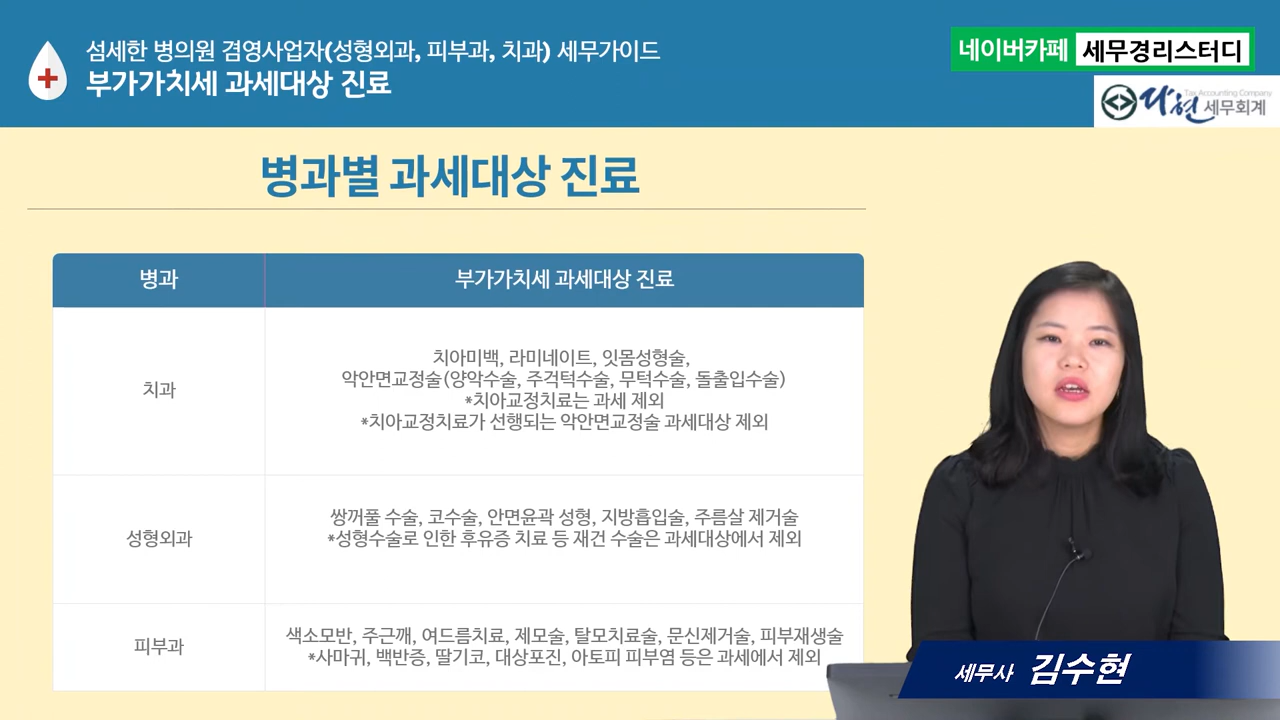 섬세한 병의원 겸영사업자(성형외과, 피부과, 치과) 세무가이드
부가가치세 과세대상 진료
네이버카페 세무경리스터디
Tax Accounting Company
다현 세무회계
병과별 과세대상 진료
병과
부가가치세 과세대상 진료
치과
치아미백, 라미네이트, 잇몸성형술,
악안면교정술(양악수술, 주걱턱수술, 무턱수술, 돌출입수술)
*치아교정치료는 과세 제외
*치아교정치료가 선행되는 악안면교정술 과세대상 제외
성형외과
쌍꺼풀 수술, 코수술, 안면윤곽 성형, 지방흡입술, 주름살 제거술
*성형수술로 인한 후유증 치료 등 재건 수술은 과세대상에서 제외
피부과
색소모반, 주근깨, 여드름치료, 제모술, 탈모치료술, 문신제거술, 피부재생술
*사마귀, 백반증, 딸기코, 대상포진, 아토피 피부염 등은 과세에서 제외
세무사 김수현